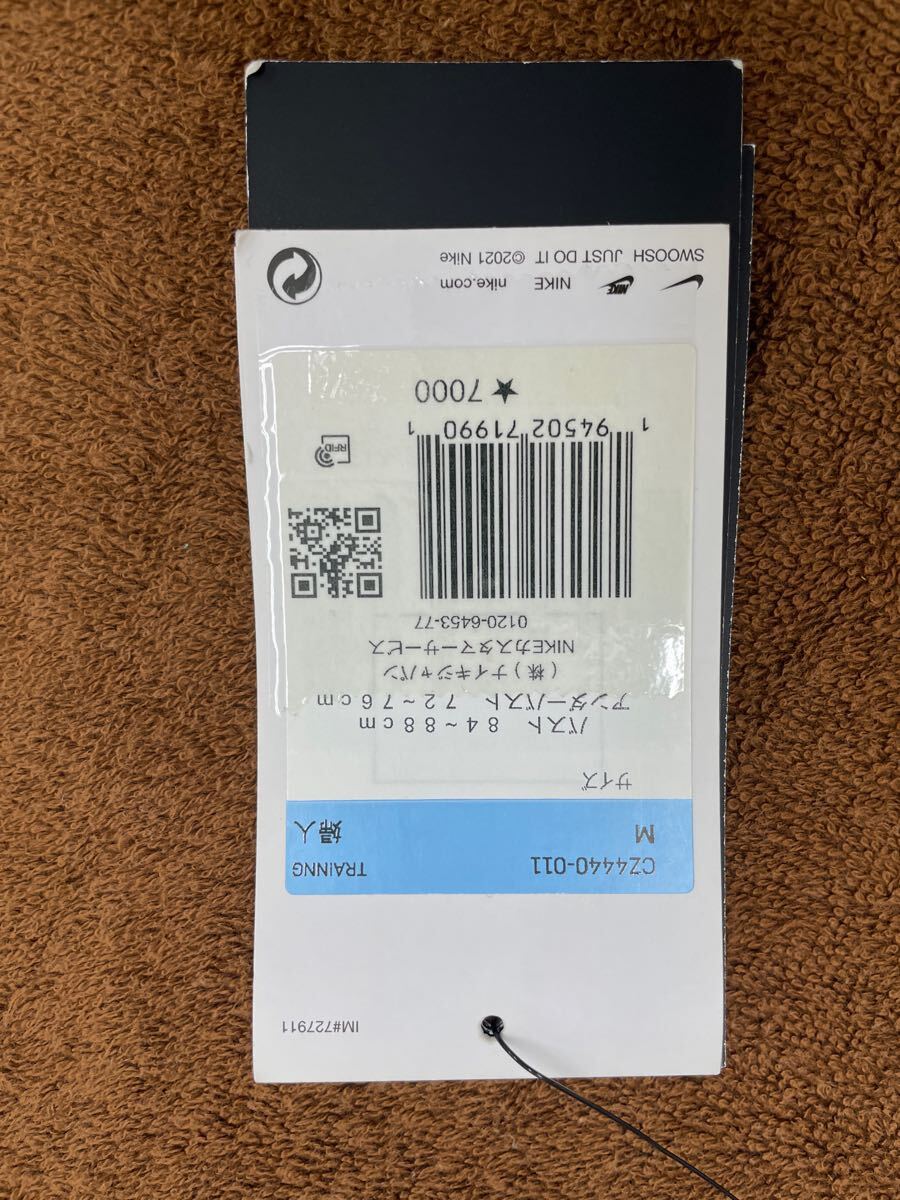 IM#727911
CZ4440-011 TRAINNG
M 婦人
サイズ
バスト 84~88cm
アンダーバスト 72~76cm
(株)ナイキジャパン
NIKEカスタマーサービス
0120-6453-77
1 94502 71990 1
RFID
★7000
NIKE NIKE nike.com
SWOOSH JUST DO IT ©2021 Nike